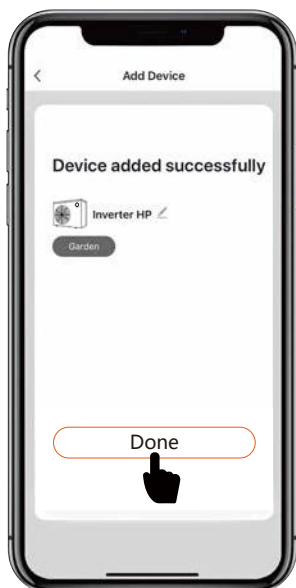 Add Device
Device added successfully
Inverter HP
Garden
Done